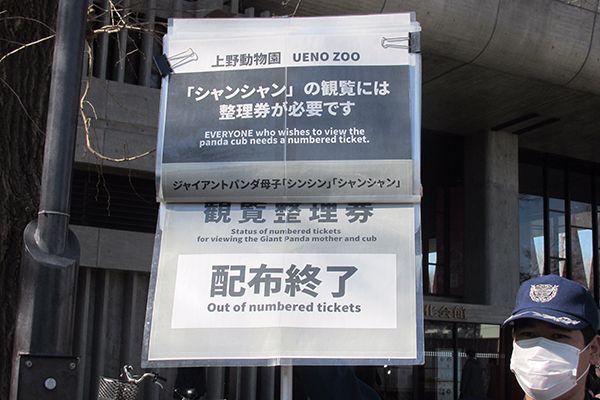 上野動物園 UENO ZOO
「シャンシャン」の観覧には
整理券が必要です
EVERYONE who wishes to view the
panda cub needs a numbered ticket.
ジャイアントパンダ母子「シンシン」「シャンシャン」
観覧整理券
Status of numbered tickets
for viewing the Giant Panda mother and cub
配布終了
Out of numbered tickets
化会館